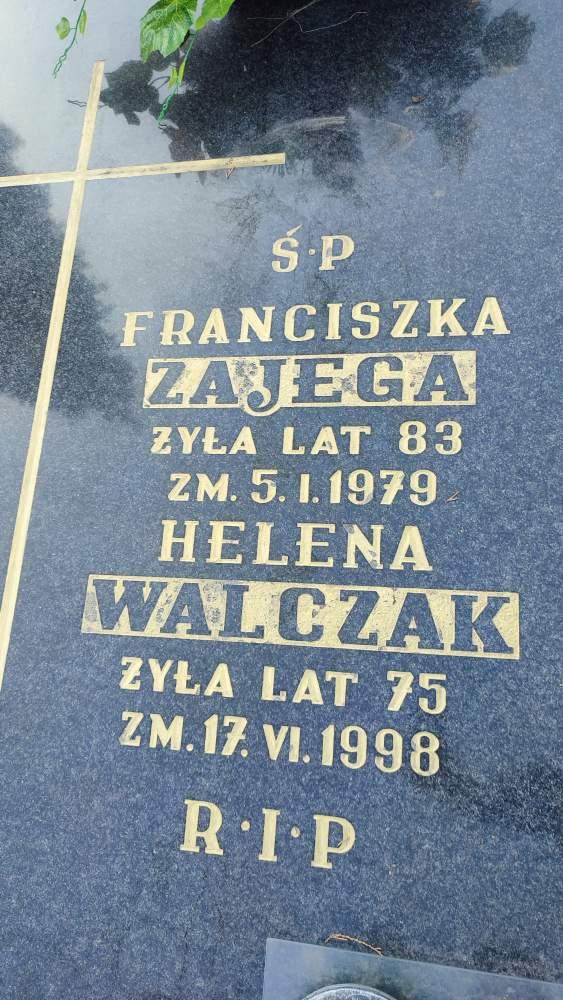 Ś·P
FRANCISZKA
ZAJEGA
ŻYŁA LAT 83
ZM. 5. I. 1979
HELENA
WALCZAK
ŻYŁA LAT 75
ZM. 17. VI. 1998
R·I·P